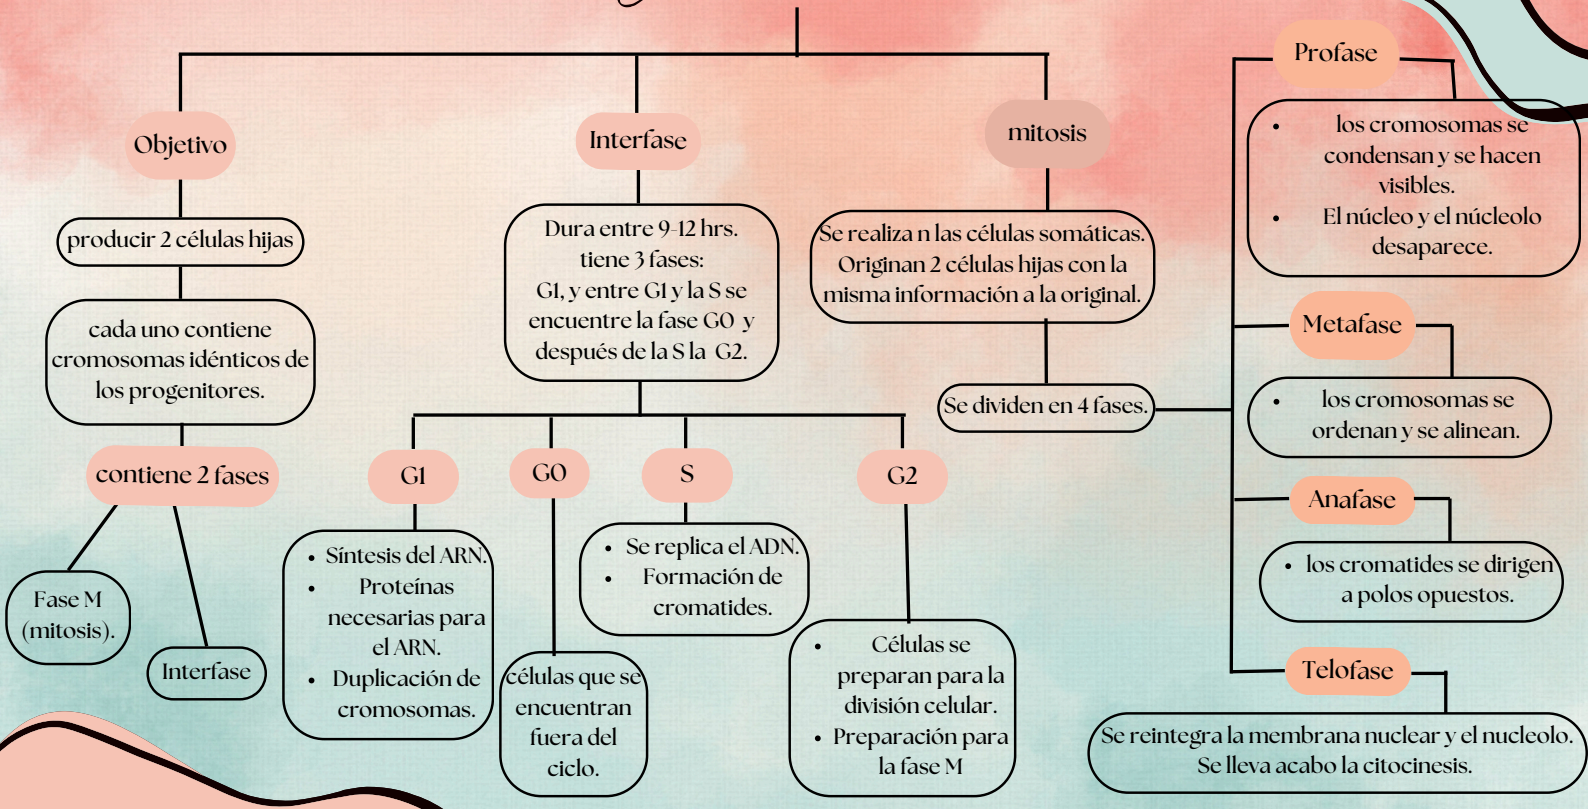 Objetivo
producir 2 células hijas
cada uno contiene
cromosomas idénticos de
los progenitores.
contiene 2 fases
Fase M
(mitosis).
Interfase
Interfase
Dura entre 9-12 hrs.
tiene 3 fases:
G1, y entre G1 y la S se
encuentre la fase G0 y
después de la S la G2.
G1
• Síntesis del ARN.
• Proteínas
necesarias para
el ARN.
• Duplicación de
cromosomas.
G0
células que se
encuentran
fuera del
ciclo.
S
• Se replica el ADN.
• Formación de
cromatides.
G2
• Células se
preparan para la
división celular.
• Preparación para
la fase M
mitosis
Se realiza n las células somáticas.
Originan 2 células hijas con la
misma información a la original.
Se dividen en 4 fases.
Profase
• los cromosomas se
condensan y se hacen
visibles.
• El núcleo y el núcleolo
desaparece.
Metafase
• los cromosomas se
ordenan y se alinean.
Anafase
• los cromatides se dirigen
a polos opuestos.
Telofase
Se reintegra la membrana nuclear y el nucleolo.
Se lleva acabo la citocinesis.